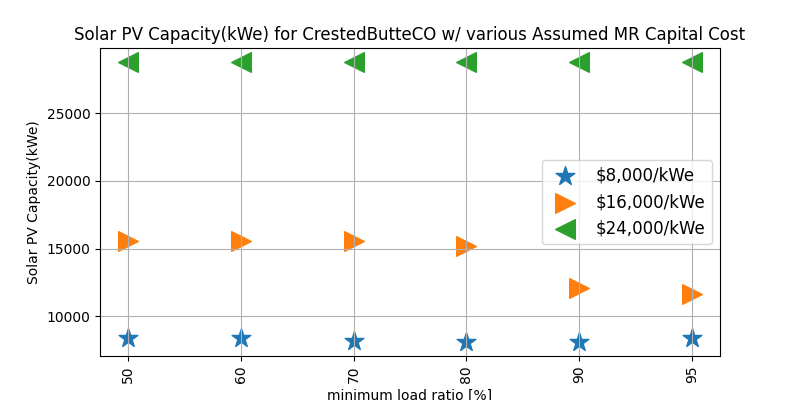 Solar PV Capacity(kWe) for CrestedButteCO w/ various Assumed MR Capital Cost
Solar PV Capacity(kWe)
25000
20000
15000
10000
$8,000/kWe
$16,000/kWe
$24,000/kWe
50
60
70
80
90
95
minimum load ratio [%]